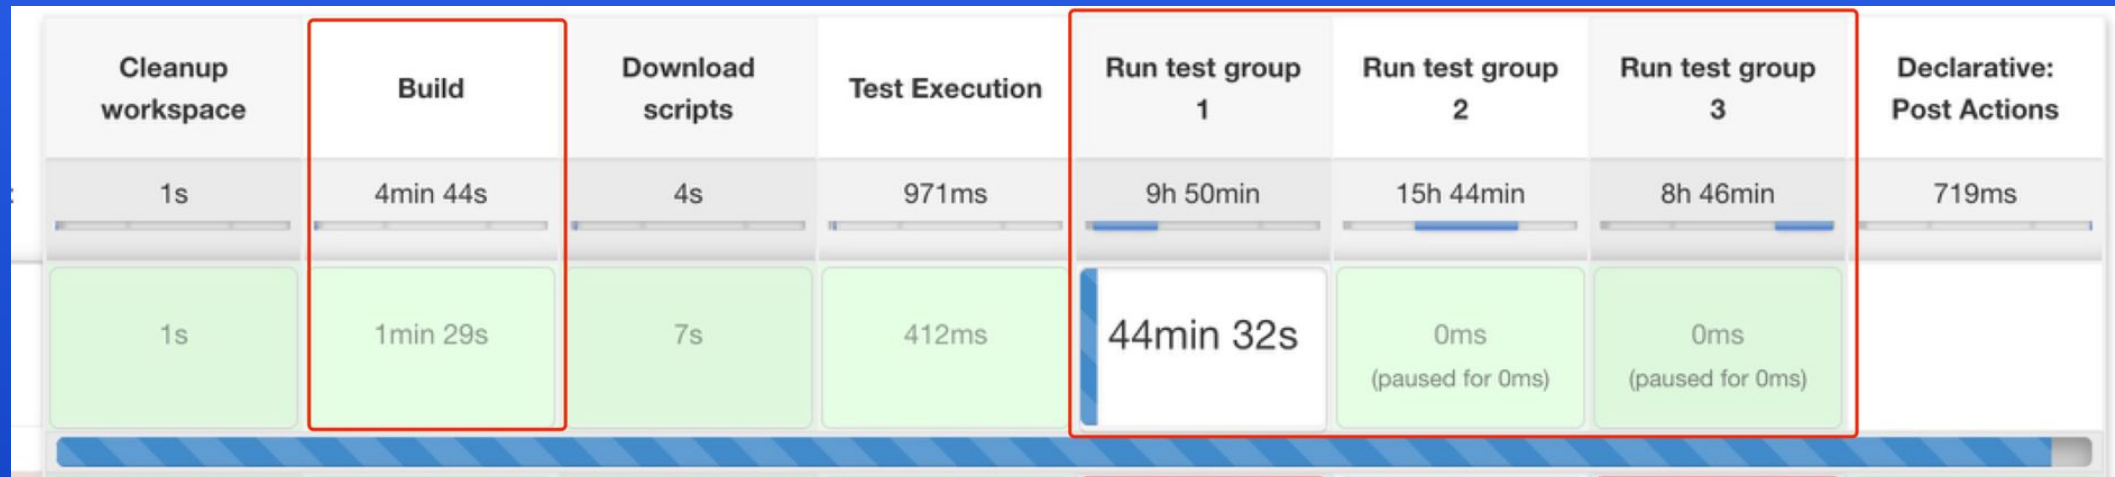 Cleanup
workspace
Build
Download
scripts
Test Execution
Run test group
1
Run test group
2
Run test group
3
Declarative:
Post Actions
1s
4min 44s
4s
971ms
9h 50min
15h 44min
8h 46min
719ms
1s
1min 29s
7s
412ms
44min 32s
0ms
(paused for 0ms)
0ms
(paused for 0ms)